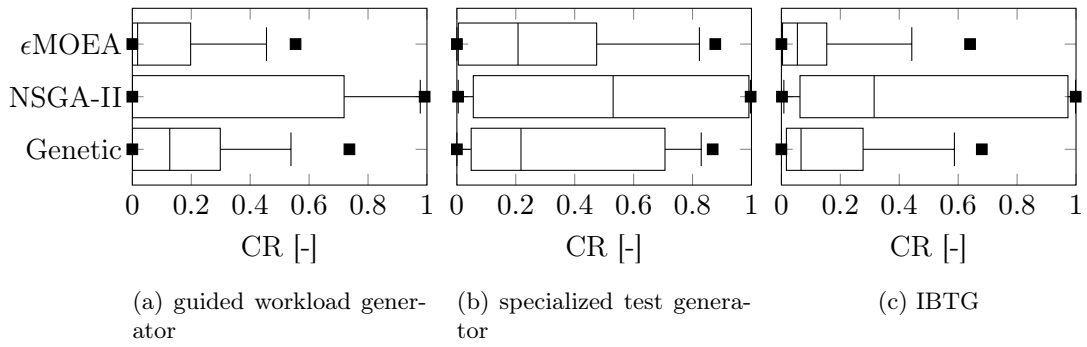 ϵMOEA
NSGA-II
Genetic
0 0.2 0.4 0.6 0.8 1
CR [-]
(a) guided workload gener-
ator
0 0.2 0.4 0.6 0.8 1
CR [-]
(b) specialized test genera-
tor
0 0.2 0.4 0.6 0.8 1
CR [-]
(c) IBTG